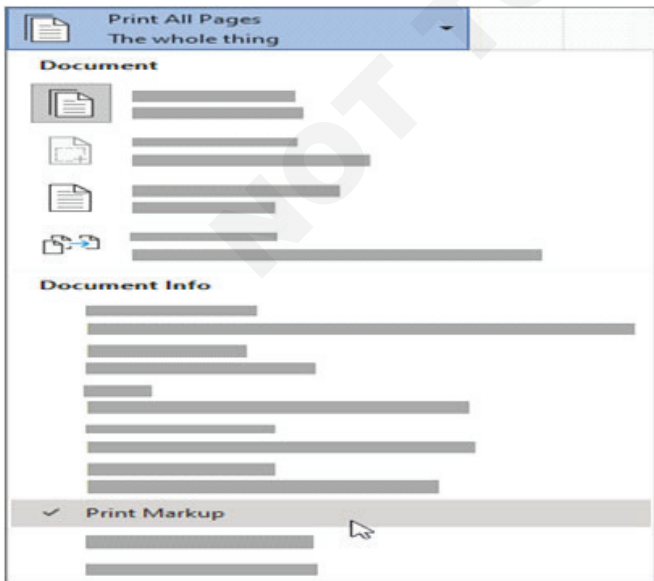 Print All Pages
The whole thing
Document
Document Info
Print Markup